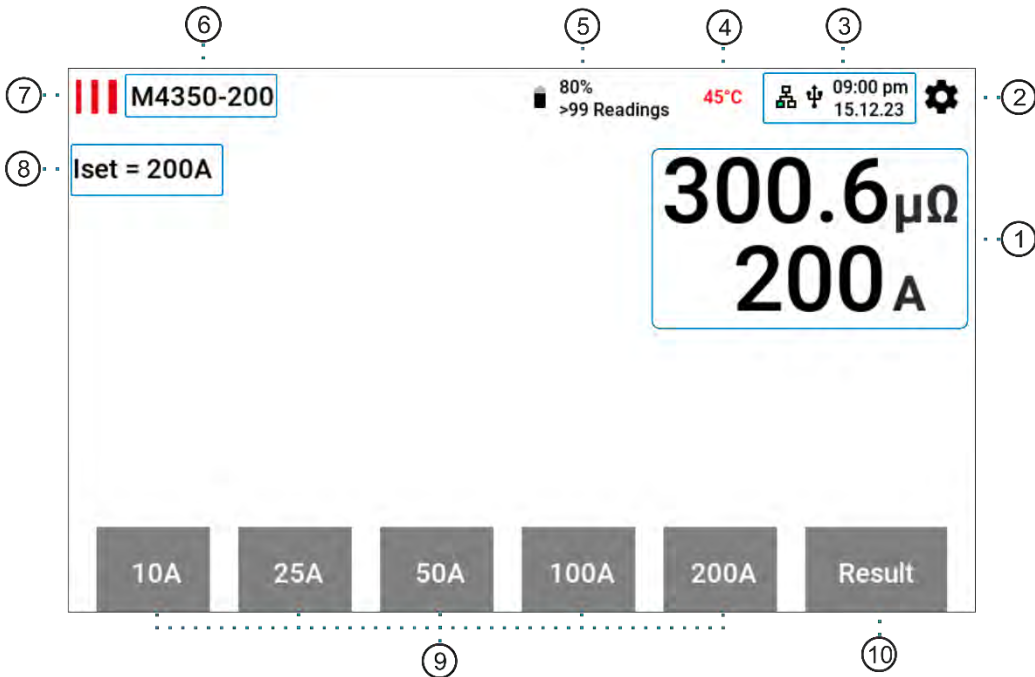 6
5
4
3
7
M4350-200
80%
>99 Readings
45°C
09:00 pm
15.12.23
2
8
Iset = 200A
300.6µΩ
200A
1
10A
25A
50A
100A
200A
Result
9
10